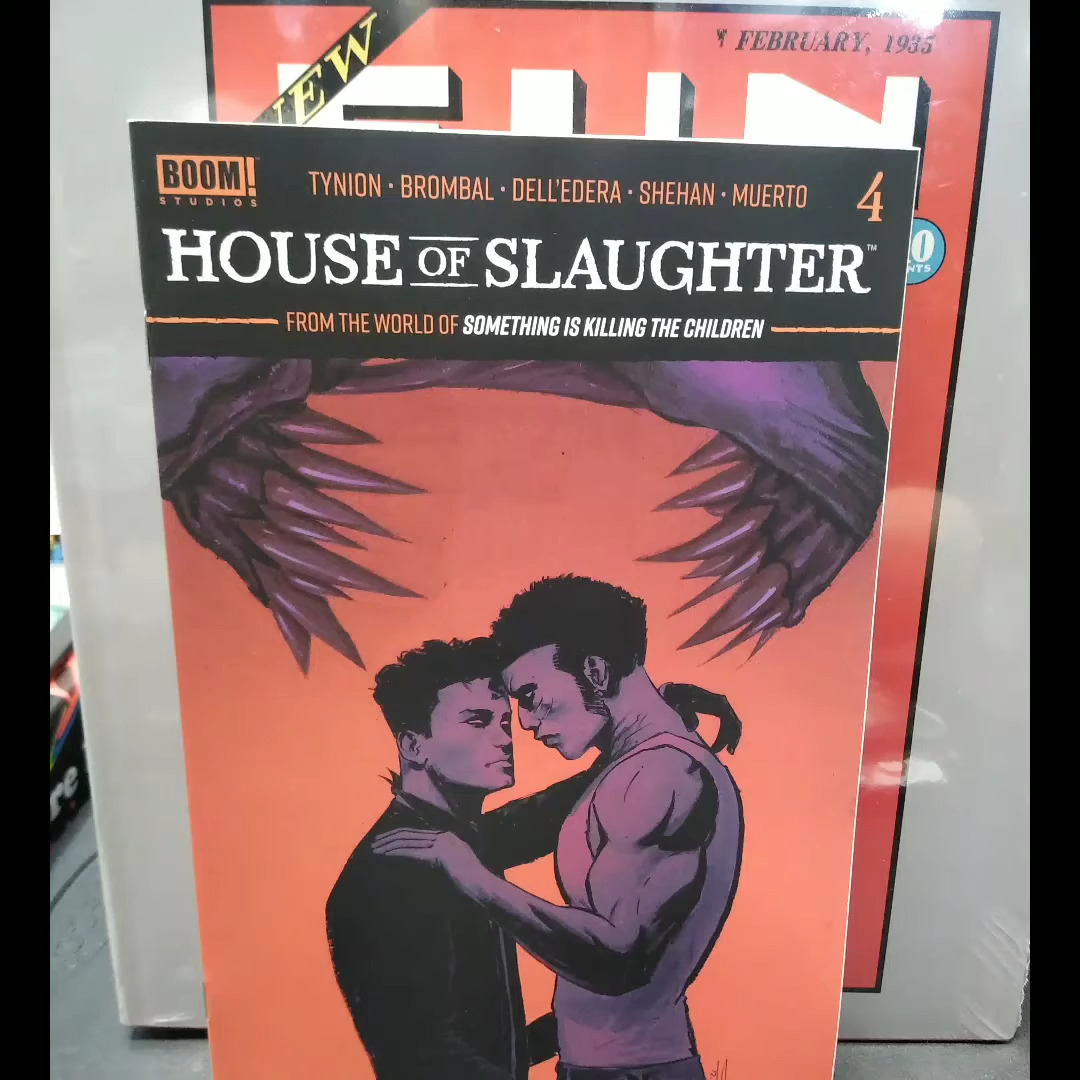 FEBRUARY, 1935
NEW
FUN
BOOM!
STUDIOS
TYNION · BROMBAL · DELL'EDERA · SHEHAN · MUERTO
4
HOUSE OF SLAUGHTER™
FROM THE WORLD OF SOMETHING IS KILLING THE CHILDREN